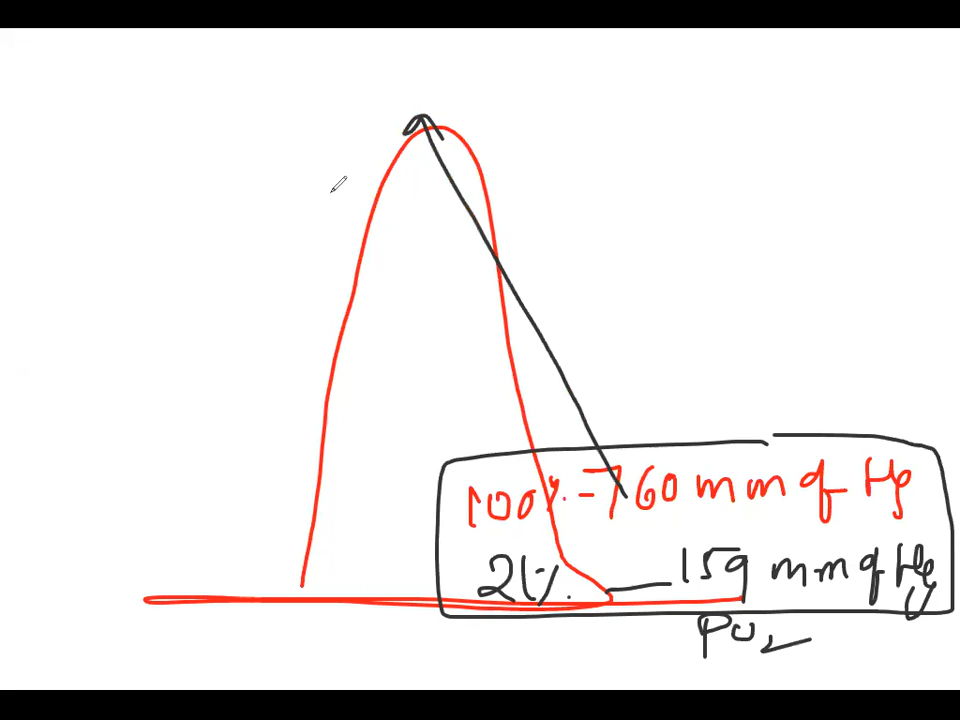 100% = 760 mm of Hg
21% 159 mm of Hg
PO2